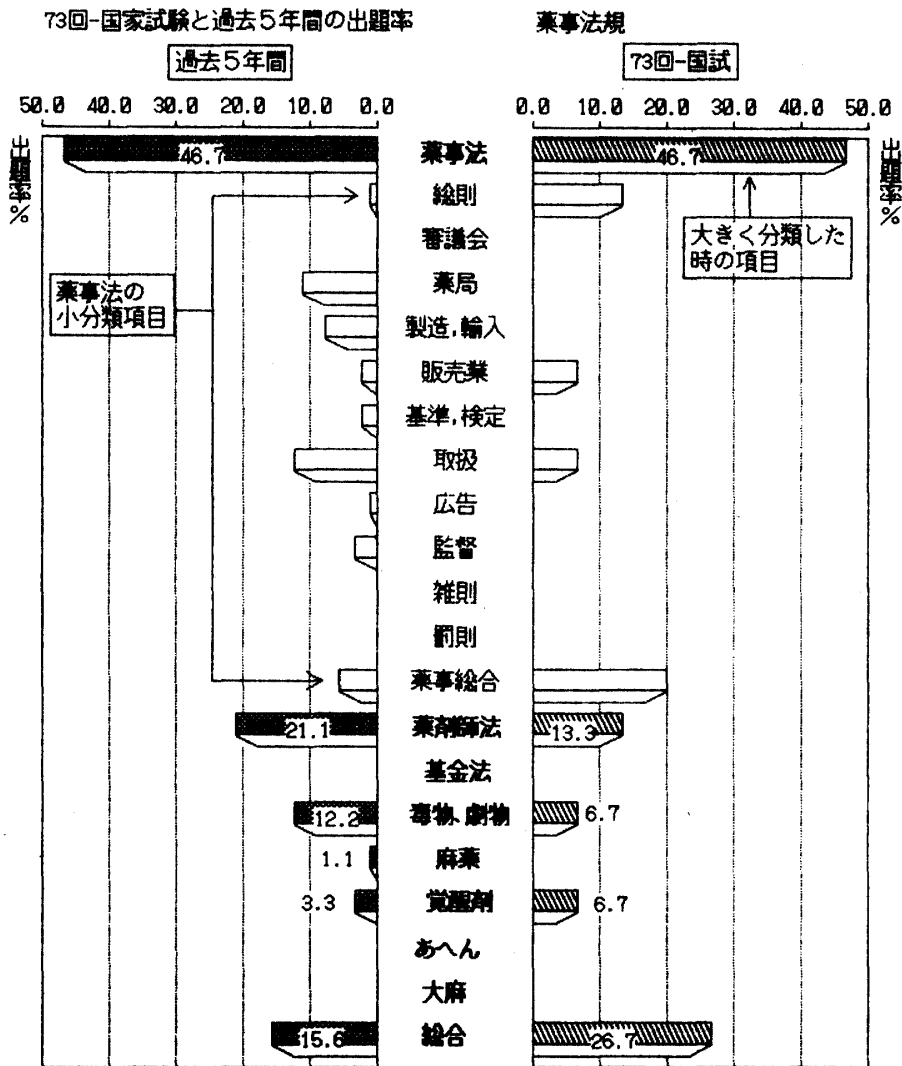 73回-国家試験と過去5年間の出題率 薬事法規
過去5年間 73回-国試
50.0 40.0 30.0 20.0 10.0 0.0 0.0 10.0 20.0 30.0 40.0 50.0
出題率% 出題率%
46.7 薬事法 46.7
総則
大きく分類した
時の項目
審議会
薬事法の
小分類項目
薬局
製造,輸入
販売業
基準,検定
取扱
広告
監督
雑則
罰則
薬事総合
21.1 薬剤師法 13.3
基金法
12.2 毒物、劇物 6.7
1.1 麻薬
3.3 覚醒剤 6.7
あへん
大麻
15.6 総合 26.7